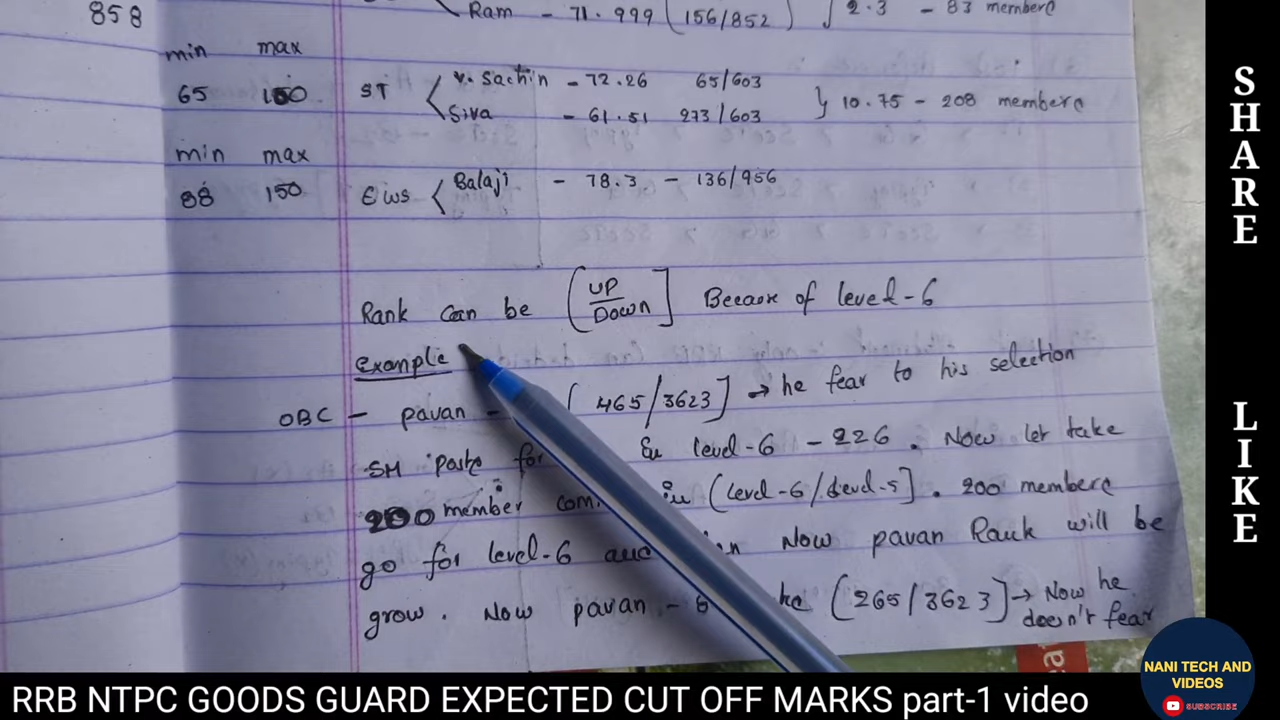 858
Ram - 71.999 (156/852) } 2.3 - 83 members
min max
65 150 ST < v. Sachin - 72.26 65/603
Siva - 61.51 273/603 } 10.75 - 208 members
min max
88 150 EWS < Balaji - 78.3 - 136/956
Rank can be [UP/Down] Because of level-6
Example
OBC - pavan - [465/3623] → he fear to his selection
SM posts for level-6 - 226. Now let take
200 member com in (level-6/level-5]. 200 members
go for level-6 Now pavan Rank will be
grow. Now pavan - he (265/3623] → Now he
doesn't fear
SHARE
LIKE
NANI TECH AND
VIDEOS
SUBSCRIBE
RRB NTPC GOODS GUARD EXPECTED CUT OFF MARKS part-1 video